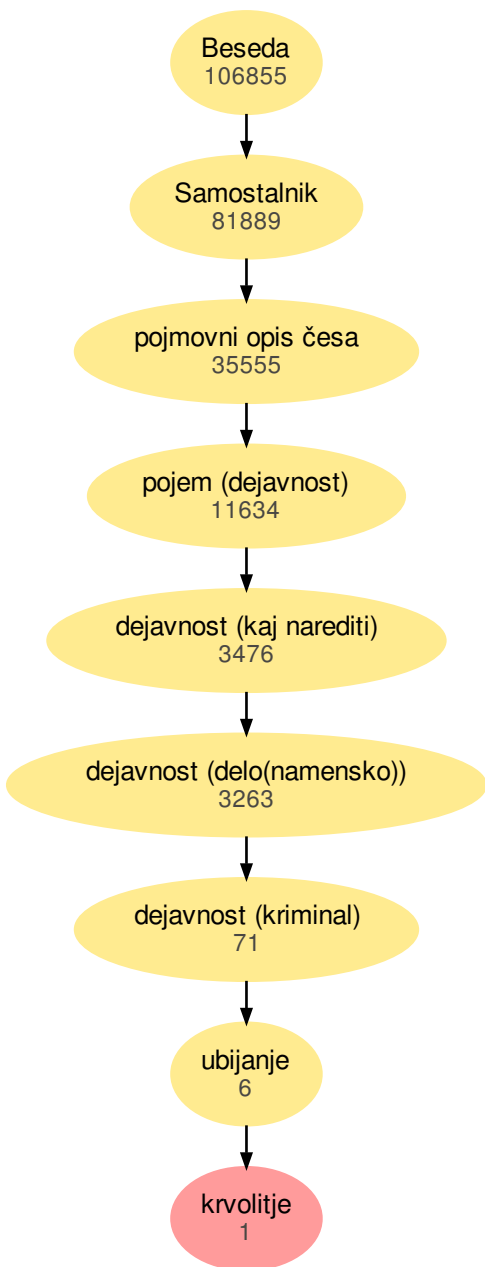 Beseda
106855
Samostalnik
81889
pojmovni opis česa
35555
pojem (dejavnost)
11634
dejavnost (kaj narediti)
3476
dejavnost (delo(namensko))
3263
dejavnost (kriminal)
71
ubijanje
6
krvolitje
1